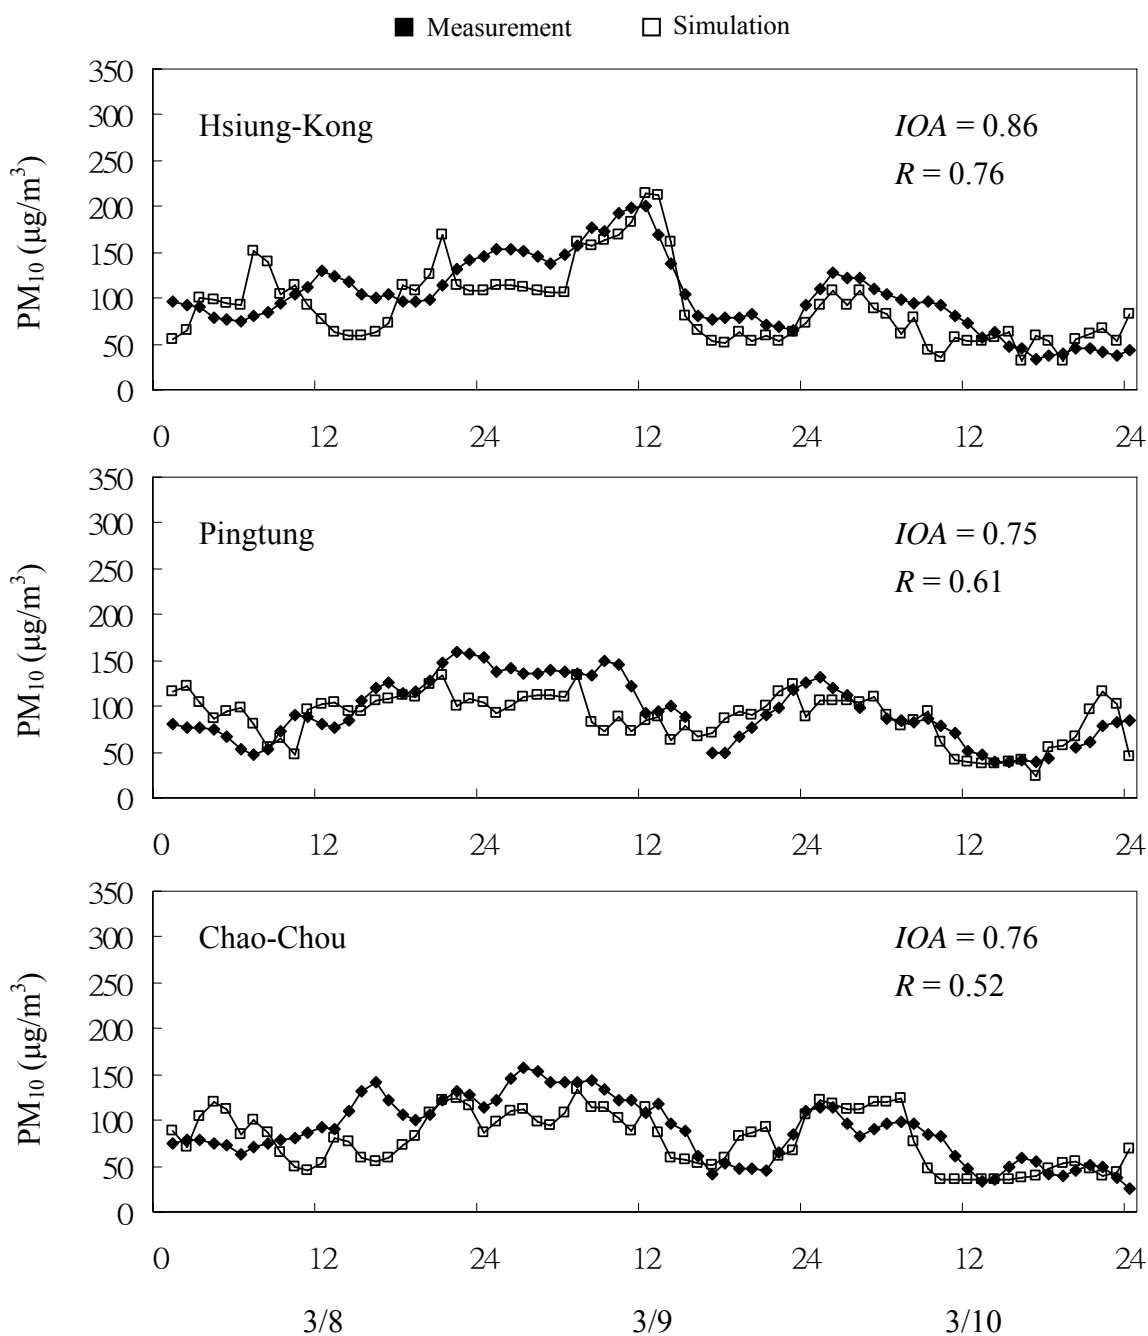 Measurement Simulation
350
300
250
200
150
100
50
0
PM10 (µg/m3)
Hsiung-Kong
IOA = 0.86
R = 0.76
0 12 24 12 24 12 24
350
300
250
200
150
100
50
0
PM10 (µg/m3)
Pingtung
IOA = 0.75
R = 0.61
0 12 24 12 24 12 24
350
300
250
200
150
100
50
0
PM10 (µg/m3)
Chao-Chou
IOA = 0.76
R = 0.52
0 12 24 12 24 12 24
3/8 3/9 3/10